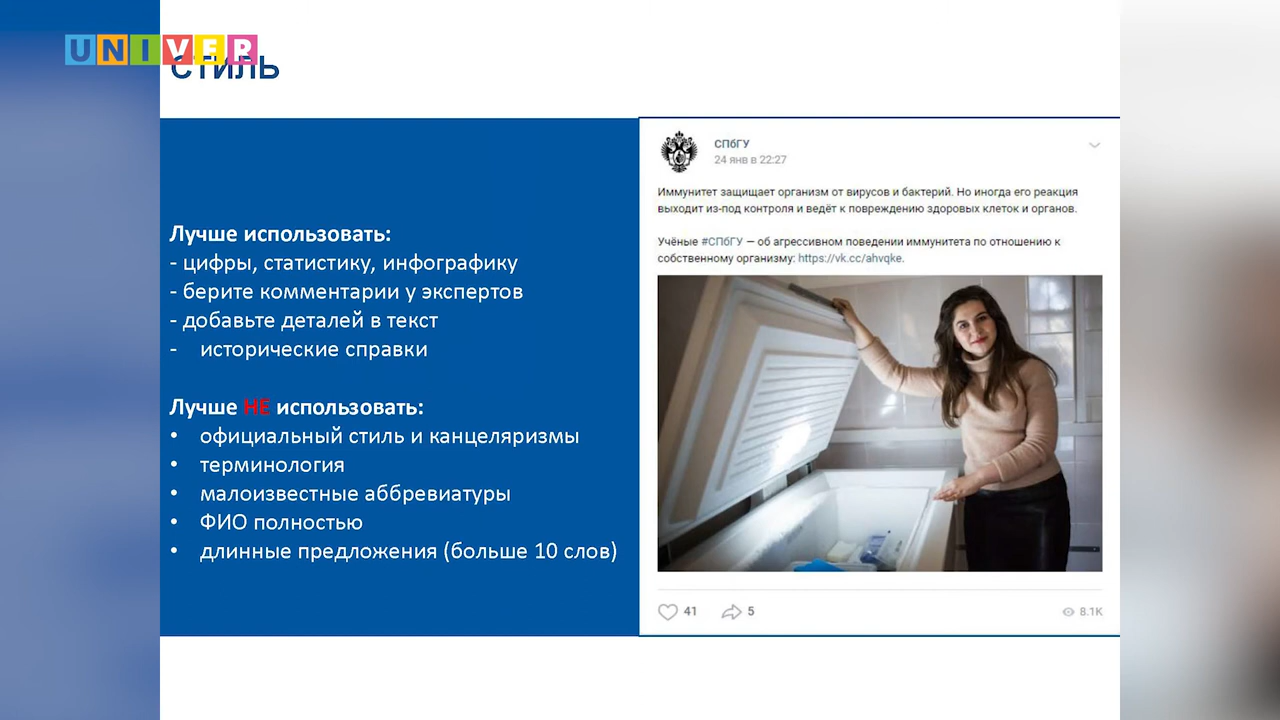 UNIVER
СТИЛЬ
Лучше использовать:
- цифры, статистику, инфографику
- берите комментарии у экспертов
- добавьте деталей в текст
- исторические справки
Лучше НЕ использовать:
• официальный стиль и канцеляризмы
• терминология
• малоизвестные аббревиатуры
• ФИО полностью
• длинные предложения (больше 10 слов)
СПбГУ
24 янв в 22:27
Иммунитет защищает организм от вирусов и бактерий. Но иногда его реакция
выходит из-под контроля и ведёт к повреждению здоровых клеток и органов.
Учёные #СПбГУ — об агрессивном поведении иммунитета по отношению к
собственному организму: https://vk.cc/ahvqke.
41 5 8.1K